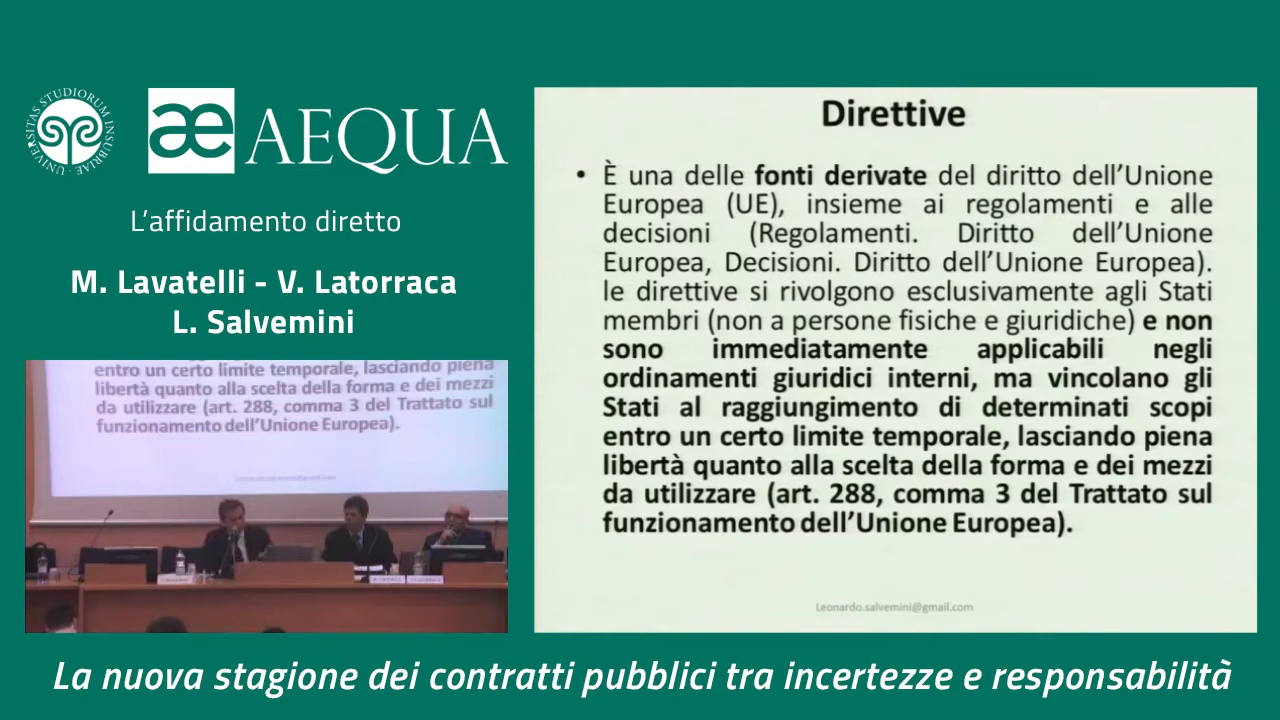 UNIVERSITAS STUDIORUM INSUBRIAE
æ AEQUA
L'affidamento diretto
M. Lavatelli - V. Latorraca
L. Salvemini
entro un certo limite temporale, lasciando piena
libertà quanto alla scelta della forma e dei mezzi
da utilizzare (art. 288, comma 3 del Trattato sul
funzionamento dell'Unione Europea).
Direttive
• È una delle fonti derivate del diritto dell'Unione
Europea (UE), insieme ai regolamenti e alle
decisioni (Regolamenti. Diritto dell'Unione
Europea, Decisioni. Diritto dell'Unione Europea).
le direttive si rivolgono esclusivamente agli Stati
membri (non a persone fisiche e giuridiche) e non
sono immediatamente applicabili negli
ordinamenti giuridici interni, ma vincolano gli
Stati al raggiungimento di determinati scopi
entro un certo limite temporale, lasciando piena
libertà quanto alla scelta della forma e dei mezzi
da utilizzare (art. 288, comma 3 del Trattato sul
funzionamento dell'Unione Europea).
Leonardo.salvemini@gmail.com
La nuova stagione dei contratti pubblici tra incertezze e responsabilità